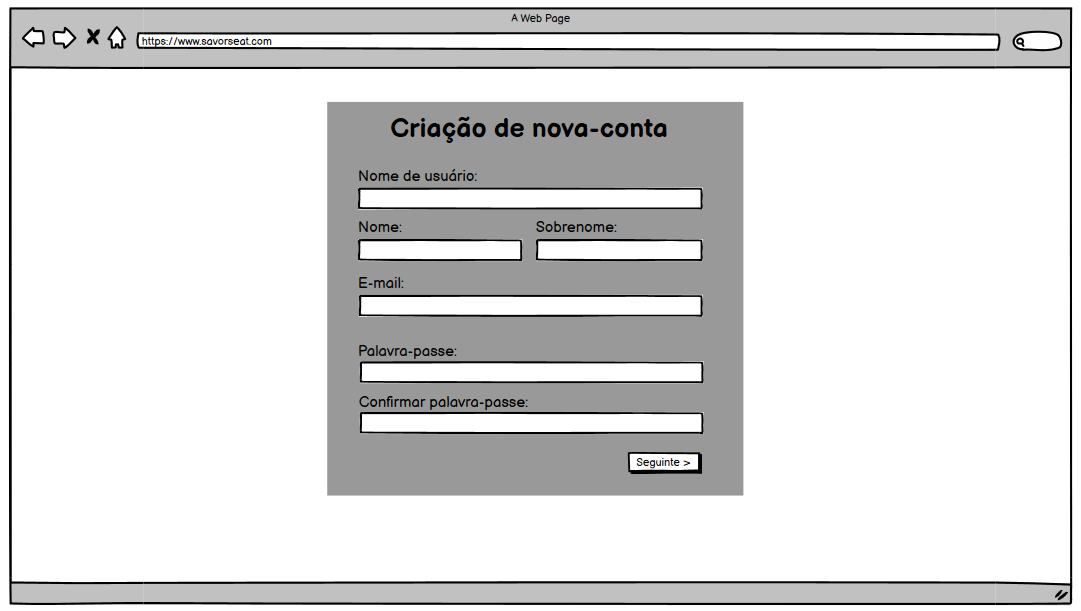 A Web Page
https://www.savorseat.com
Criação de nova-conta
Nome de usuário:
Nome: Sobrenome:
E-mail:
Palavra-passe:
Confirmar palavra-passe:
Seguinte >